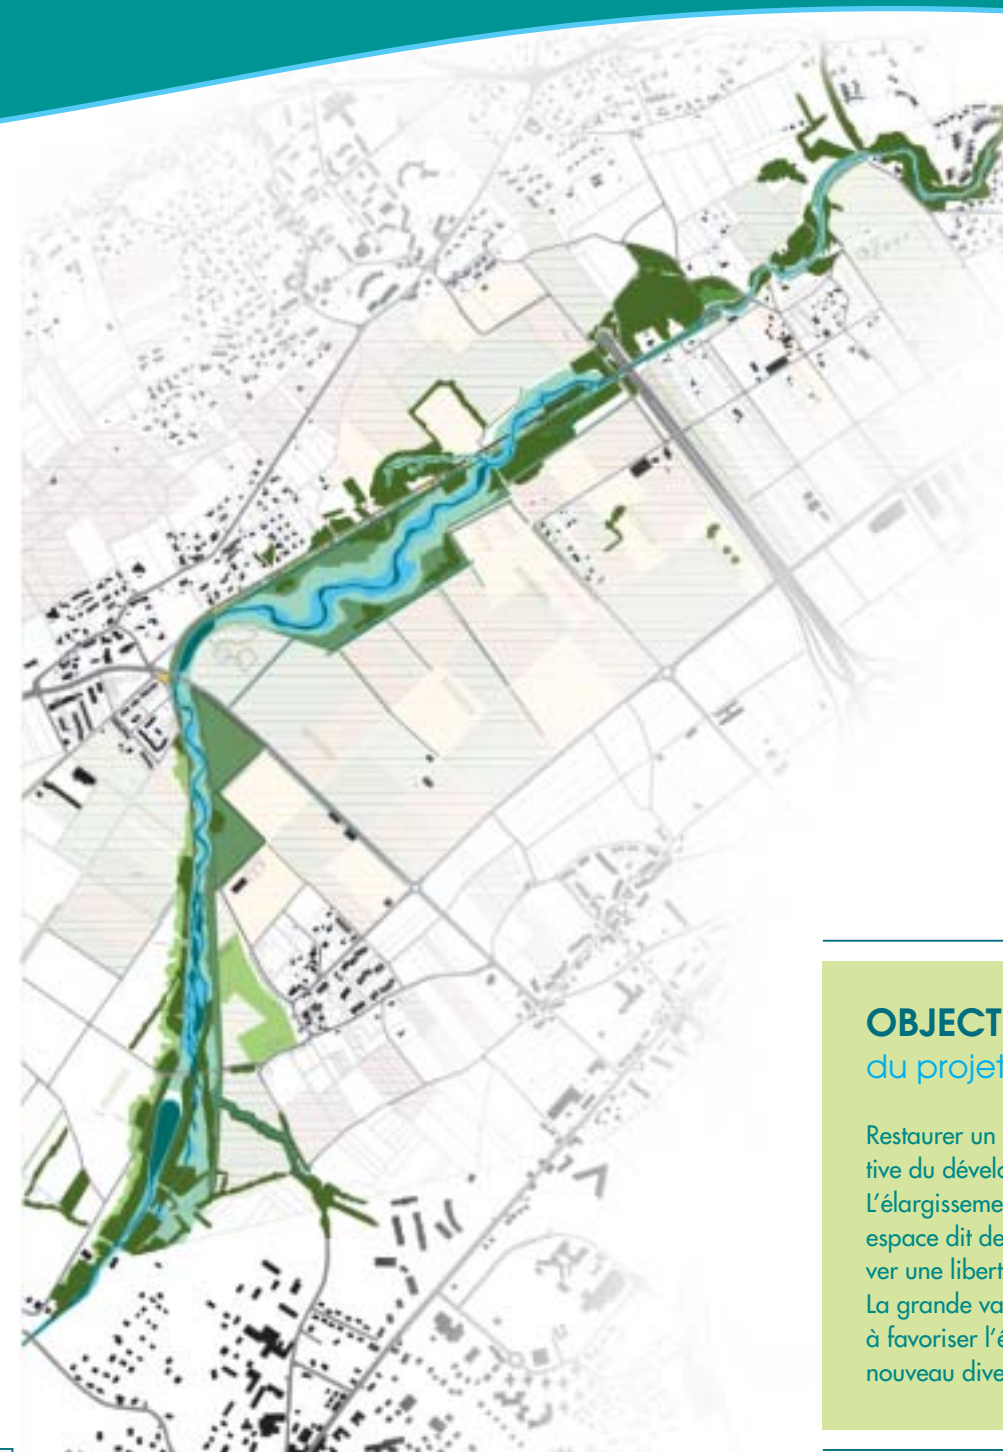 OBJECT
du projet
Restaurer un
tive du dévelo
L'élargisseme
espace dit de
ver une libert
La grande va
à favoriser l'é
nouveau dive